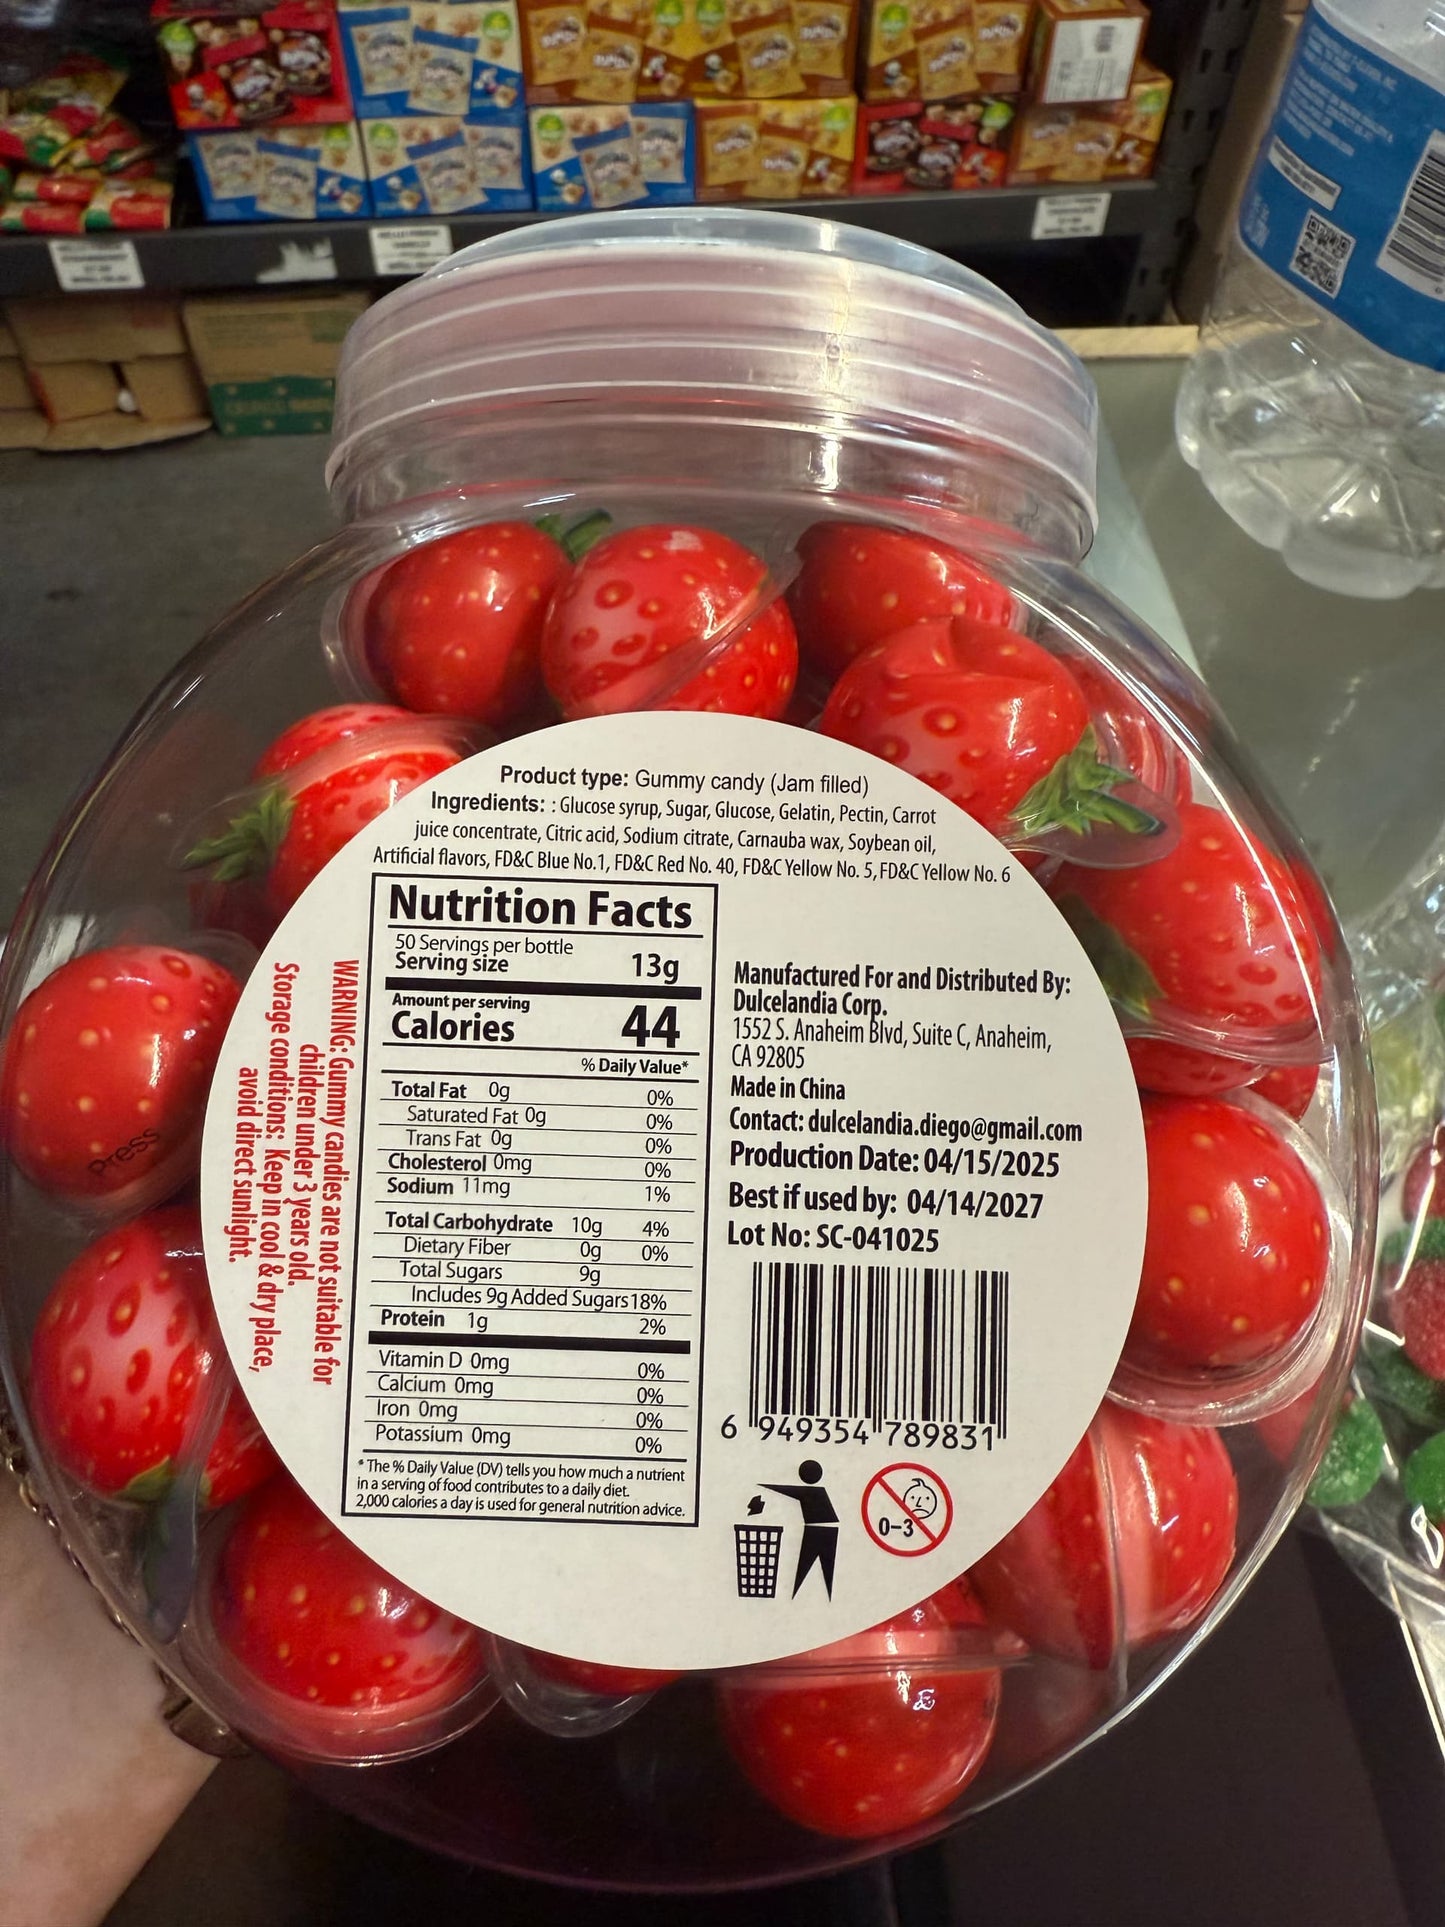 Product type: Gummy candy (Jam filled)
Ingredients: : Glucose syrup, Sugar, Glucose, Gelatin, Pectin, Carrot
juice concentrate, Citric acid, Sodium citrate, Carnauba wax, Soybean oil,
Artificial flavors, FD&C Blue No.1, FD&C Red No. 40, FD&C Yellow No. 5, FD&C Yellow No. 6
Nutrition Facts
50 Servings per bottle
Serving size 13g
Amount per serving
Calories 44
% Daily Value*
Total Fat 0g 0%
Saturated Fat 0g 0%
Trans Fat 0g 0%
Cholesterol 0mg 0%
Sodium 11mg 1%
Total Carbohydrate 10g 4%
Dietary Fiber 0g 0%
Total Sugars 9g
Includes 9g Added Sugars 18%
Protein 1g 2%
Vitamin D 0mg 0%
Calcium 0mg 0%
Iron 0mg 0%
Potassium 0mg 0%
* The % Daily Value (DV) tells you how much a nutrient
in a serving of food contributes to a daily diet.
2,000 calories a day is used for general nutrition advice.
WARNING: Gummy candies are not suitable for
children under 3 years old.
Storage conditions: Keep in cool & dry place,
avoid direct sunlight.
Manufactured For and Distributed By:
Dulcelandia Corp.
1552 S. Anaheim Blvd, Suite C, Anaheim,
CA 92805
Made in China
Contact: dulcelandia.diego@gmail.com
Production Date: 04/15/2025
Best if used by: 04/14/2027
Lot No: SC-041025
6 949354 789831
0-3
Press